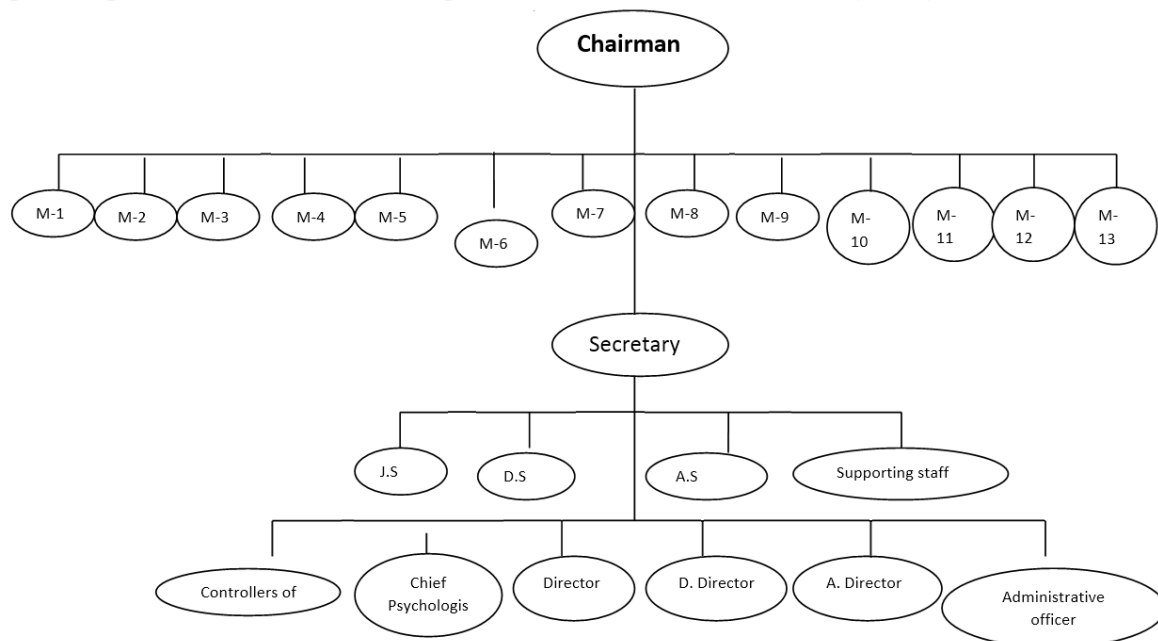 Chairman
M-1
M-2
M-3
M-4
M-5
M-6
M-7
M-8
M-9
M-
10
M-
11
M-
12
M-
13
Secretary
J.S
D.S
A.S
Supporting staff
Controllers of
Chief
Psychologis
Director
D. Director
A. Director
Administrative
officer